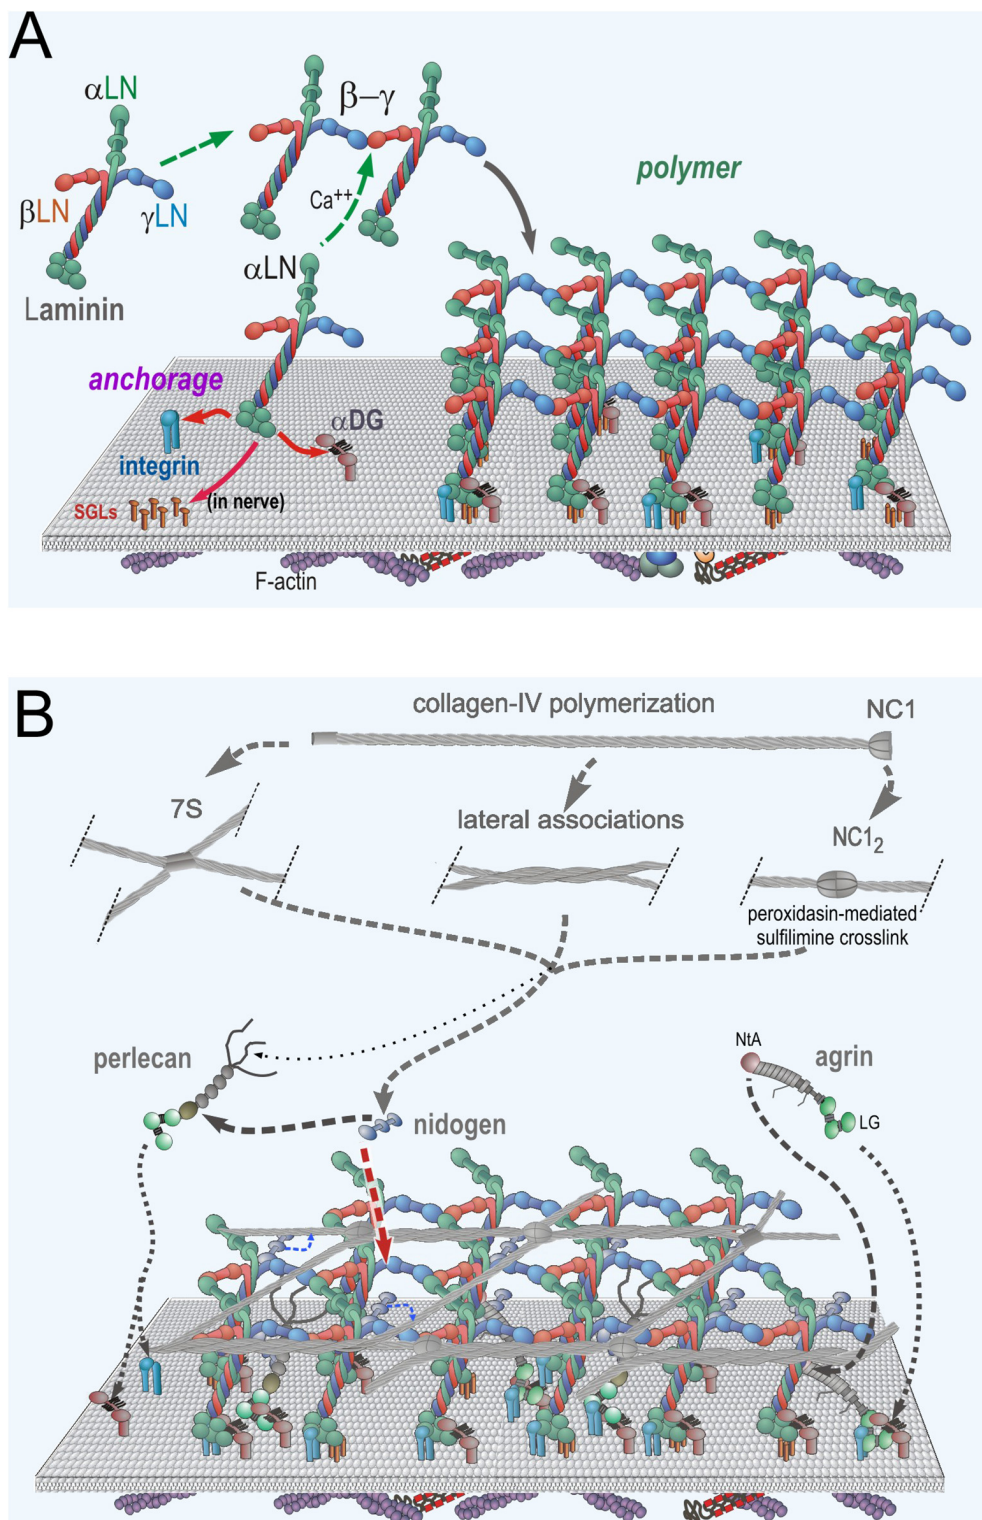 A
αLN
βLN
γLN
Laminin
β–γ
Ca++
αLN
polymer
anchorage
αDG
integrin
SGLs
(in nerve)
F-actin
B
collagen-IV polymerization
NC1
7S
lateral associations
NC12
peroxidasin-mediated
sulfilimine crosslink
perlecan
nidogen
NtA
agrin
LG